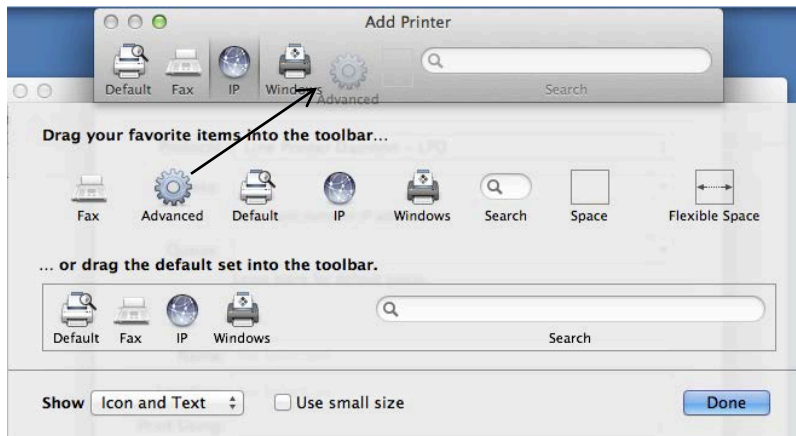 Add Printer
Default Fax IP Windows Advanced Search
Drag your favorite items into the toolbar...
Fax Advanced Default IP Windows Search Space Flexible Space
... or drag the default set into the toolbar.
Default Fax IP Windows Search
Show Icon and Text Use small size Done